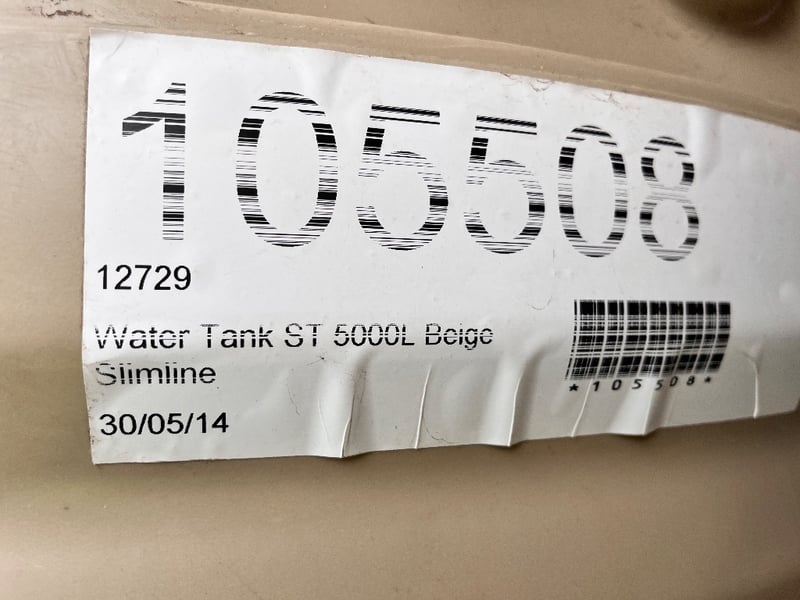 105508
12729
Water Tank ST 5000L Beige
Slimline
30/05/14
*105508*